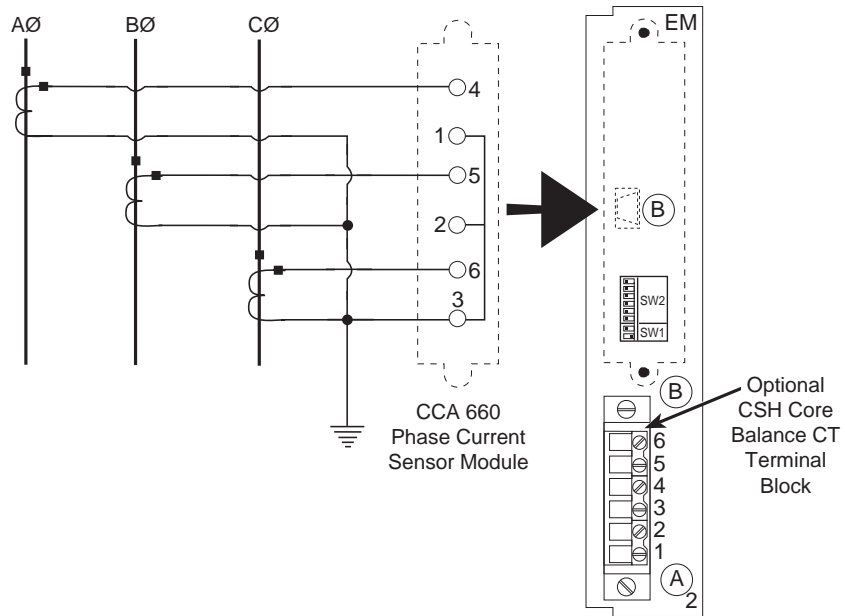 AØ
BØ
CØ
4
1
5
2
6
3
CCA 660
Phase Current
Sensor Module
EM
B
SW2
SW1
B
Optional
CSH Core
Balance CT
Terminal
Block
6
5
4
3
2
1
A
2